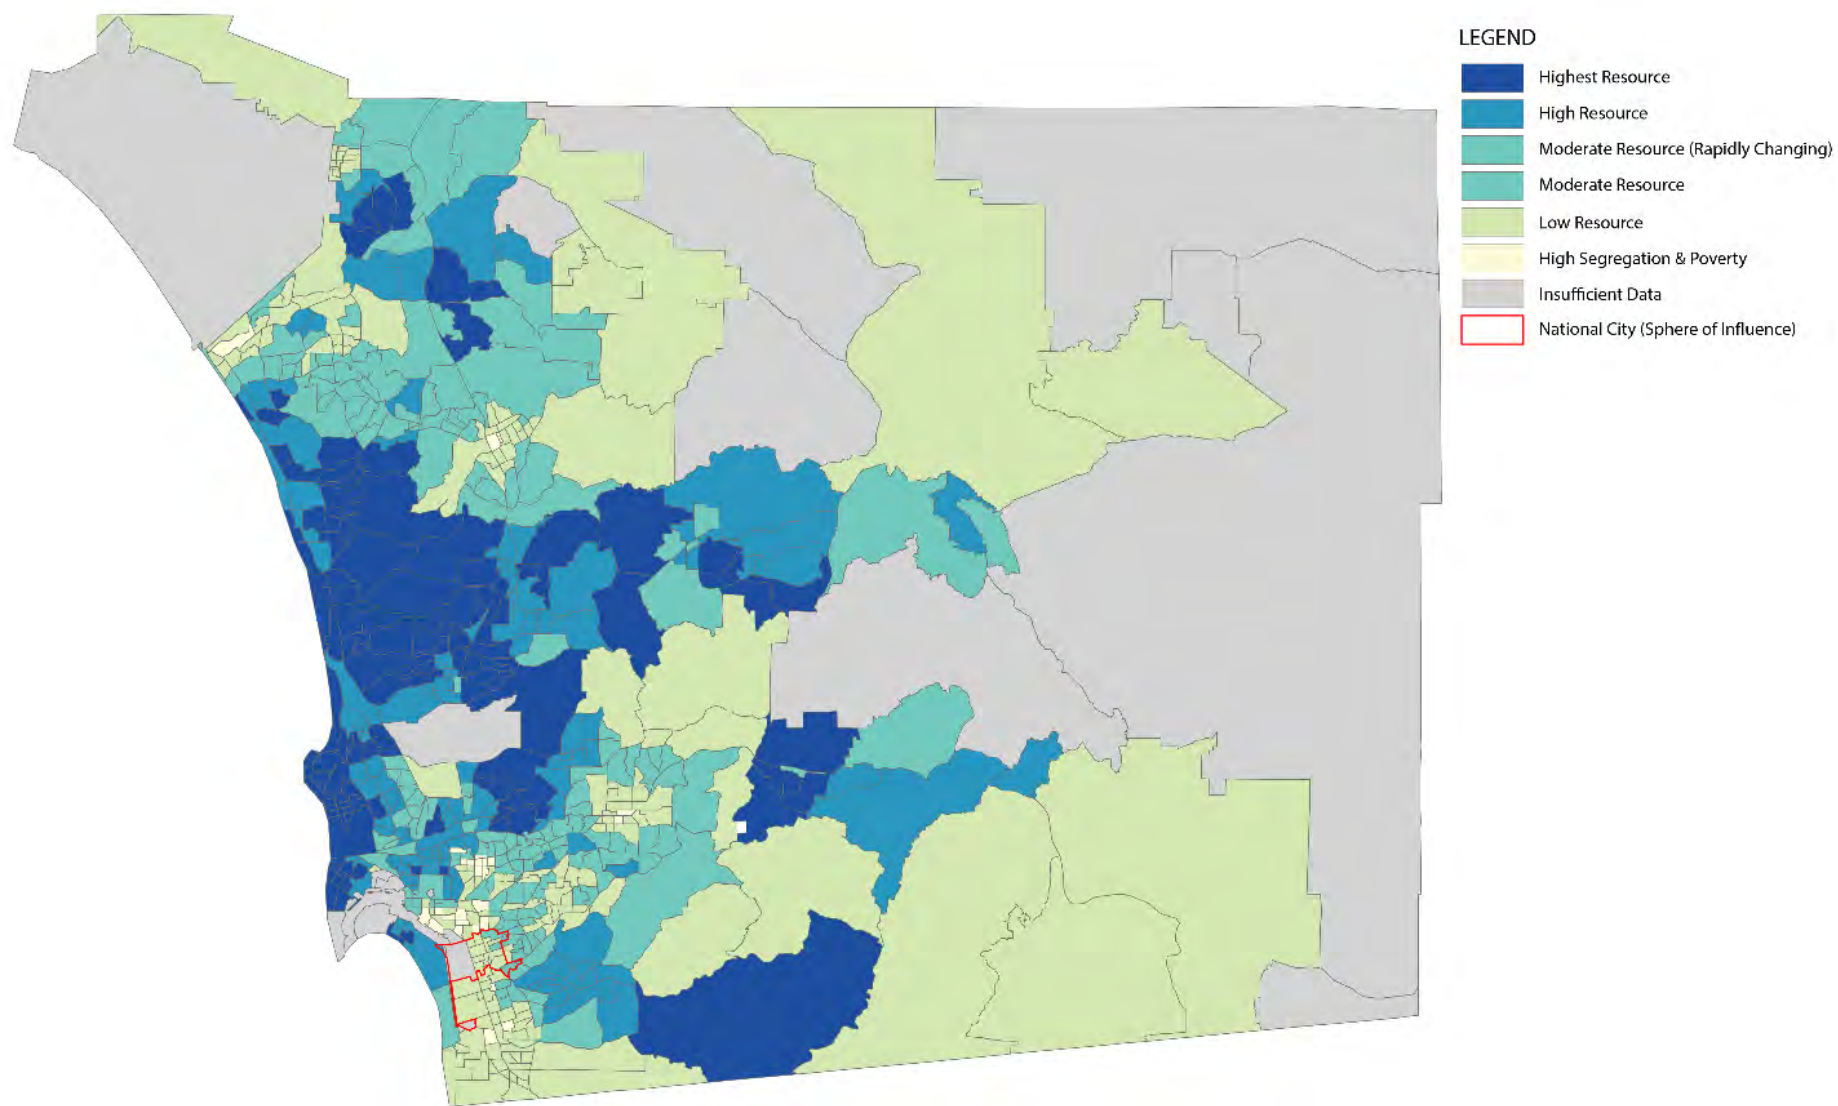 LEGEND
Highest Resource
High Resource
Moderate Resource (Rapidly Changing)
Moderate Resource
Low Resource
High Segregation & Poverty
Insufficient Data
National City (Sphere of Influence)